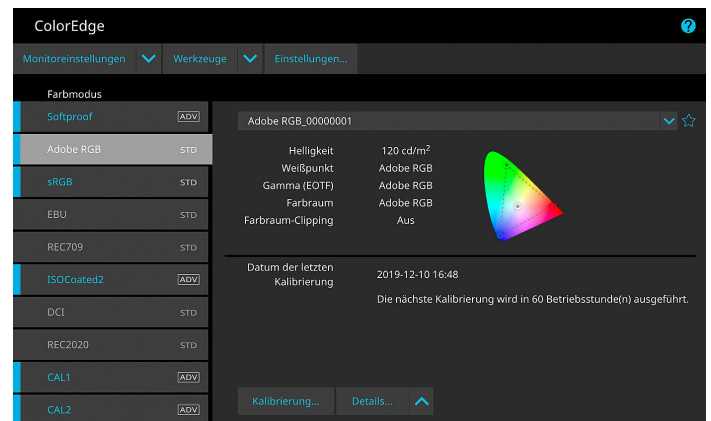 ColorEdge
?
Monitoreinstellungen Werkzeuge Einstellungen...
Farbmodus
Softproof ADV
Adobe RGB STD
sRGB STD
EBU STD
REC709 STD
ISOCoated2 ADV
DCI STD
REC2020 STD
CAL1 ADV
CAL2 ADV
Adobe RGB_00000001
Helligkeit 120 cd/m²
Weißpunkt Adobe RGB
Gamma (EOTF) Adobe RGB
Farbraum Adobe RGB
Farbraum-Clipping Aus
Datum der letzten
Kalibrierung
2019-12-10 16:48
Die nächste Kalibrierung wird in 60 Betriebsstunde(n) ausgeführt.
Kalibrierung... Details...